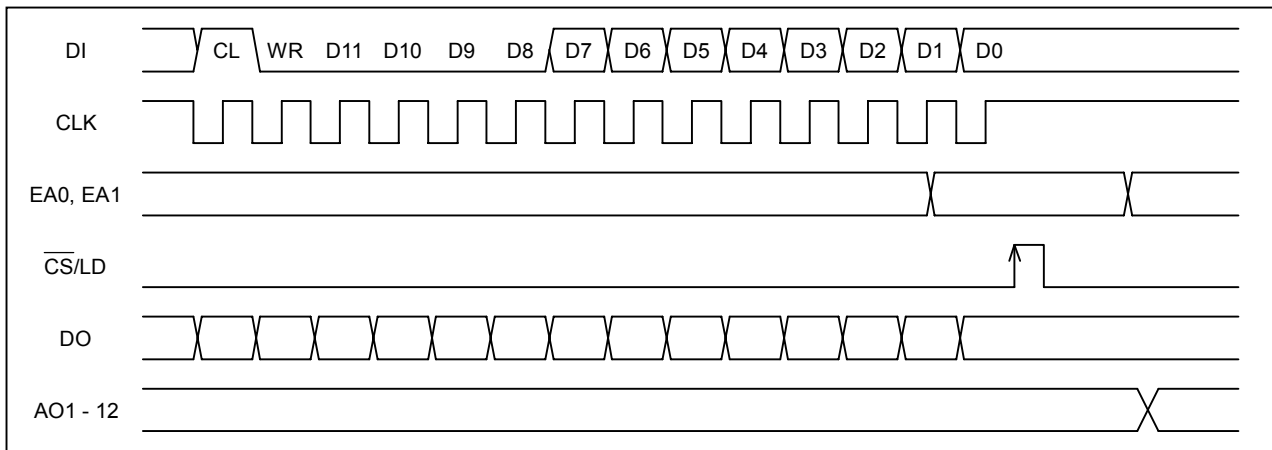 DI CL WR D11 D10 D9 D8 D7 D6 D5 D4 D3 D2 D1 D0
CLK
EA0, EA1
C̅S̅/LD
DO
AO1 - 12